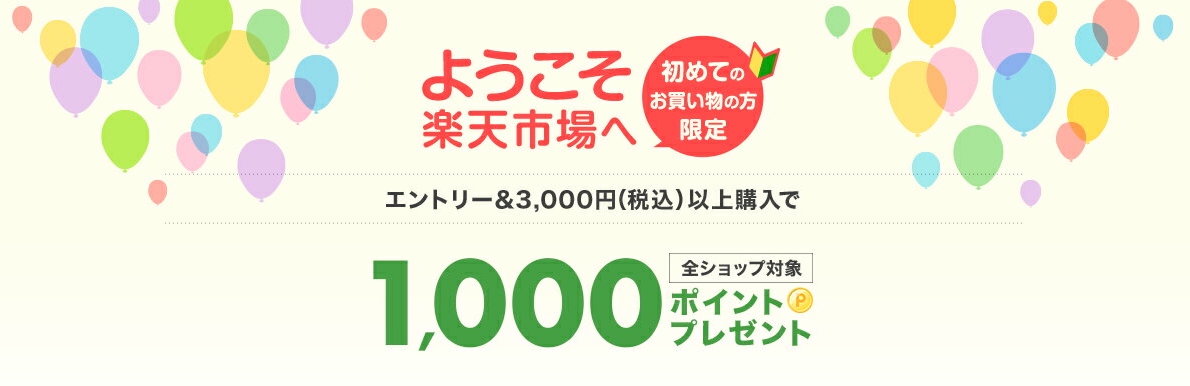 ようこそ
楽天市場へ
初めての
お買い物の方
限定
エントリー&3,000円(税込)以上購入で
1,000
全ショップ対象
ポイント P
プレゼント